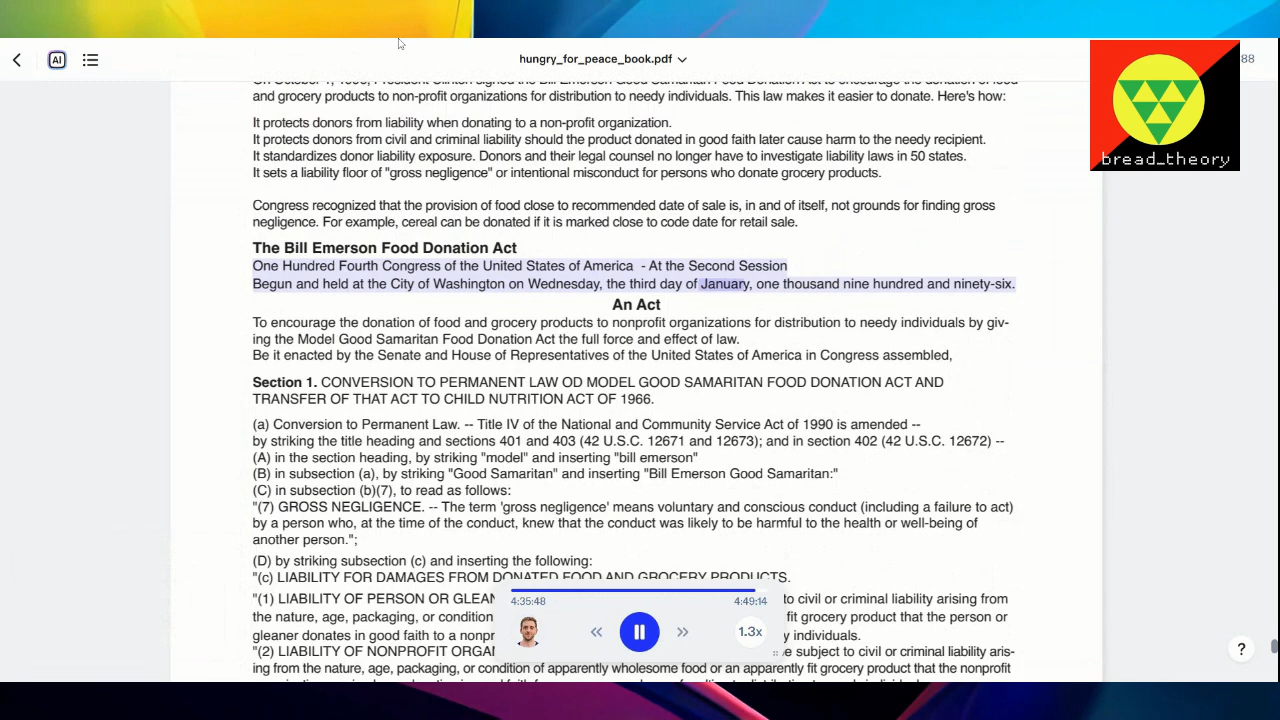 AI
hungry_for_peace_book.pdf
88
and grocery products to non-profit organizations for distribution to needy individuals. This law makes it easier to donate. Here's how:
bread_theory
It protects donors from liability when donating to a non-profit organization.
It protects donors from civil and criminal liability should the product donated in good faith later cause harm to the needy recipient.
It standardizes donor liability exposure. Donors and their legal counsel no longer have to investigate liability laws in 50 states.
It sets a liability floor of "gross negligence" or intentional misconduct for persons who donate grocery products.
Congress recognized that the provision of food close to recommended date of sale is, in and of itself, not grounds for finding gross
negligence. For example, cereal can be donated if it is marked close to code date for retail sale.
The Bill Emerson Food Donation Act
One Hundred Fourth Congress of the United States of America - At the Second Session
Begun and held at the City of Washington on Wednesday, the third day of January, one thousand nine hundred and ninety-six.
An Act
To encourage the donation of food and grocery products to nonprofit organizations for distribution to needy individuals by giv-
ing the Model Good Samaritan Food Donation Act the full force and effect of law.
Be it enacted by the Senate and House of Representatives of the United States of America in Congress assembled,
Section 1. CONVERSION TO PERMANENT LAW OD MODEL GOOD SAMARITAN FOOD DONATION ACT AND
TRANSFER OF THAT ACT TO CHILD NUTRITION ACT OF 1966.
(a) Conversion to Permanent Law. -- Title IV of the National and Community Service Act of 1990 is amended --
by striking the title heading and sections 401 and 403 (42 U.S.C. 12671 and 12673); and in section 402 (42 U.S.C. 12672) --
(A) in the section heading, by striking "model" and inserting "bill emerson"
(B) in subsection (a), by striking "Good Samaritan" and inserting "Bill Emerson Good Samaritan:"
(C) in subsection (b)(7), to read as follows:
"(7) GROSS NEGLIGENCE. -- The term 'gross negligence' means voluntary and conscious conduct (including a failure to act)
by a person who, at the time of the conduct, knew that the conduct was likely to be harmful to the health or well-being of
another person.";
(D) by striking subsection (c) and inserting the following:
"(c) LIABILITY FOR DAMAGES FROM DONATED FOOD AND GROCERY PRODUCTS.
"(1) LIABILITY OF PERSON OR GLEAN to civil or criminal liability arising from
the nature, age, packaging, or condition fit grocery product that the person or
gleaner donates in good faith to a nonpr y individuals.
"(2) LIABILITY OF NONPROFIT ORGA e subject to civil or criminal liability aris-
ing from the nature, age, packaging, or condition of apparently wholesome food or an apparently fit grocery product that the nonprofit
4:35:48
4:49:14
1.3x
?